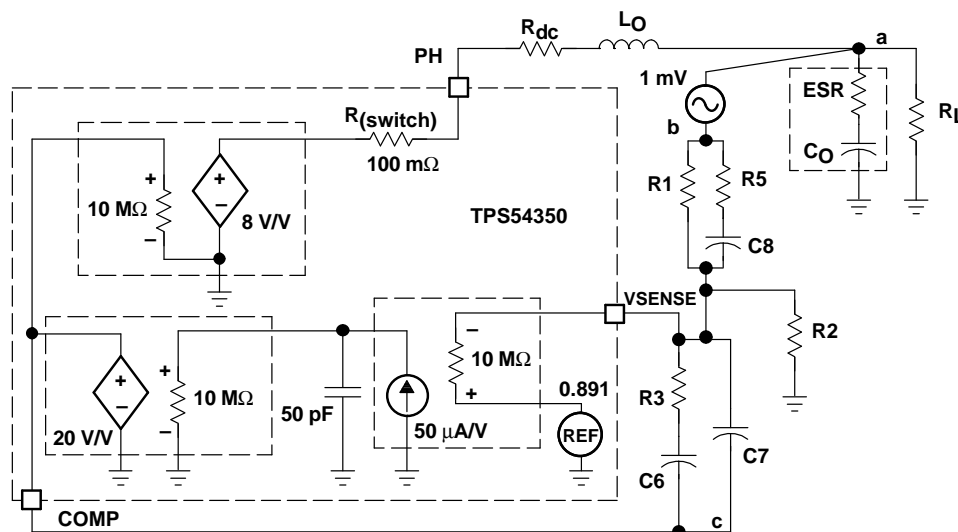 Rdc
LO
a
PH
1 mV
ESR
RL
b
CO
R(switch)
100 mΩ
R1
R5
+
10 MΩ
−
+
−
8 V/V
TPS54350
C8
VSENSE
R2
+
−
20 V/V
+
10 MΩ
−
50 pF
50 μA/V
−
10 MΩ
+
0.891
REF
R3
C6
C7
c
COMP